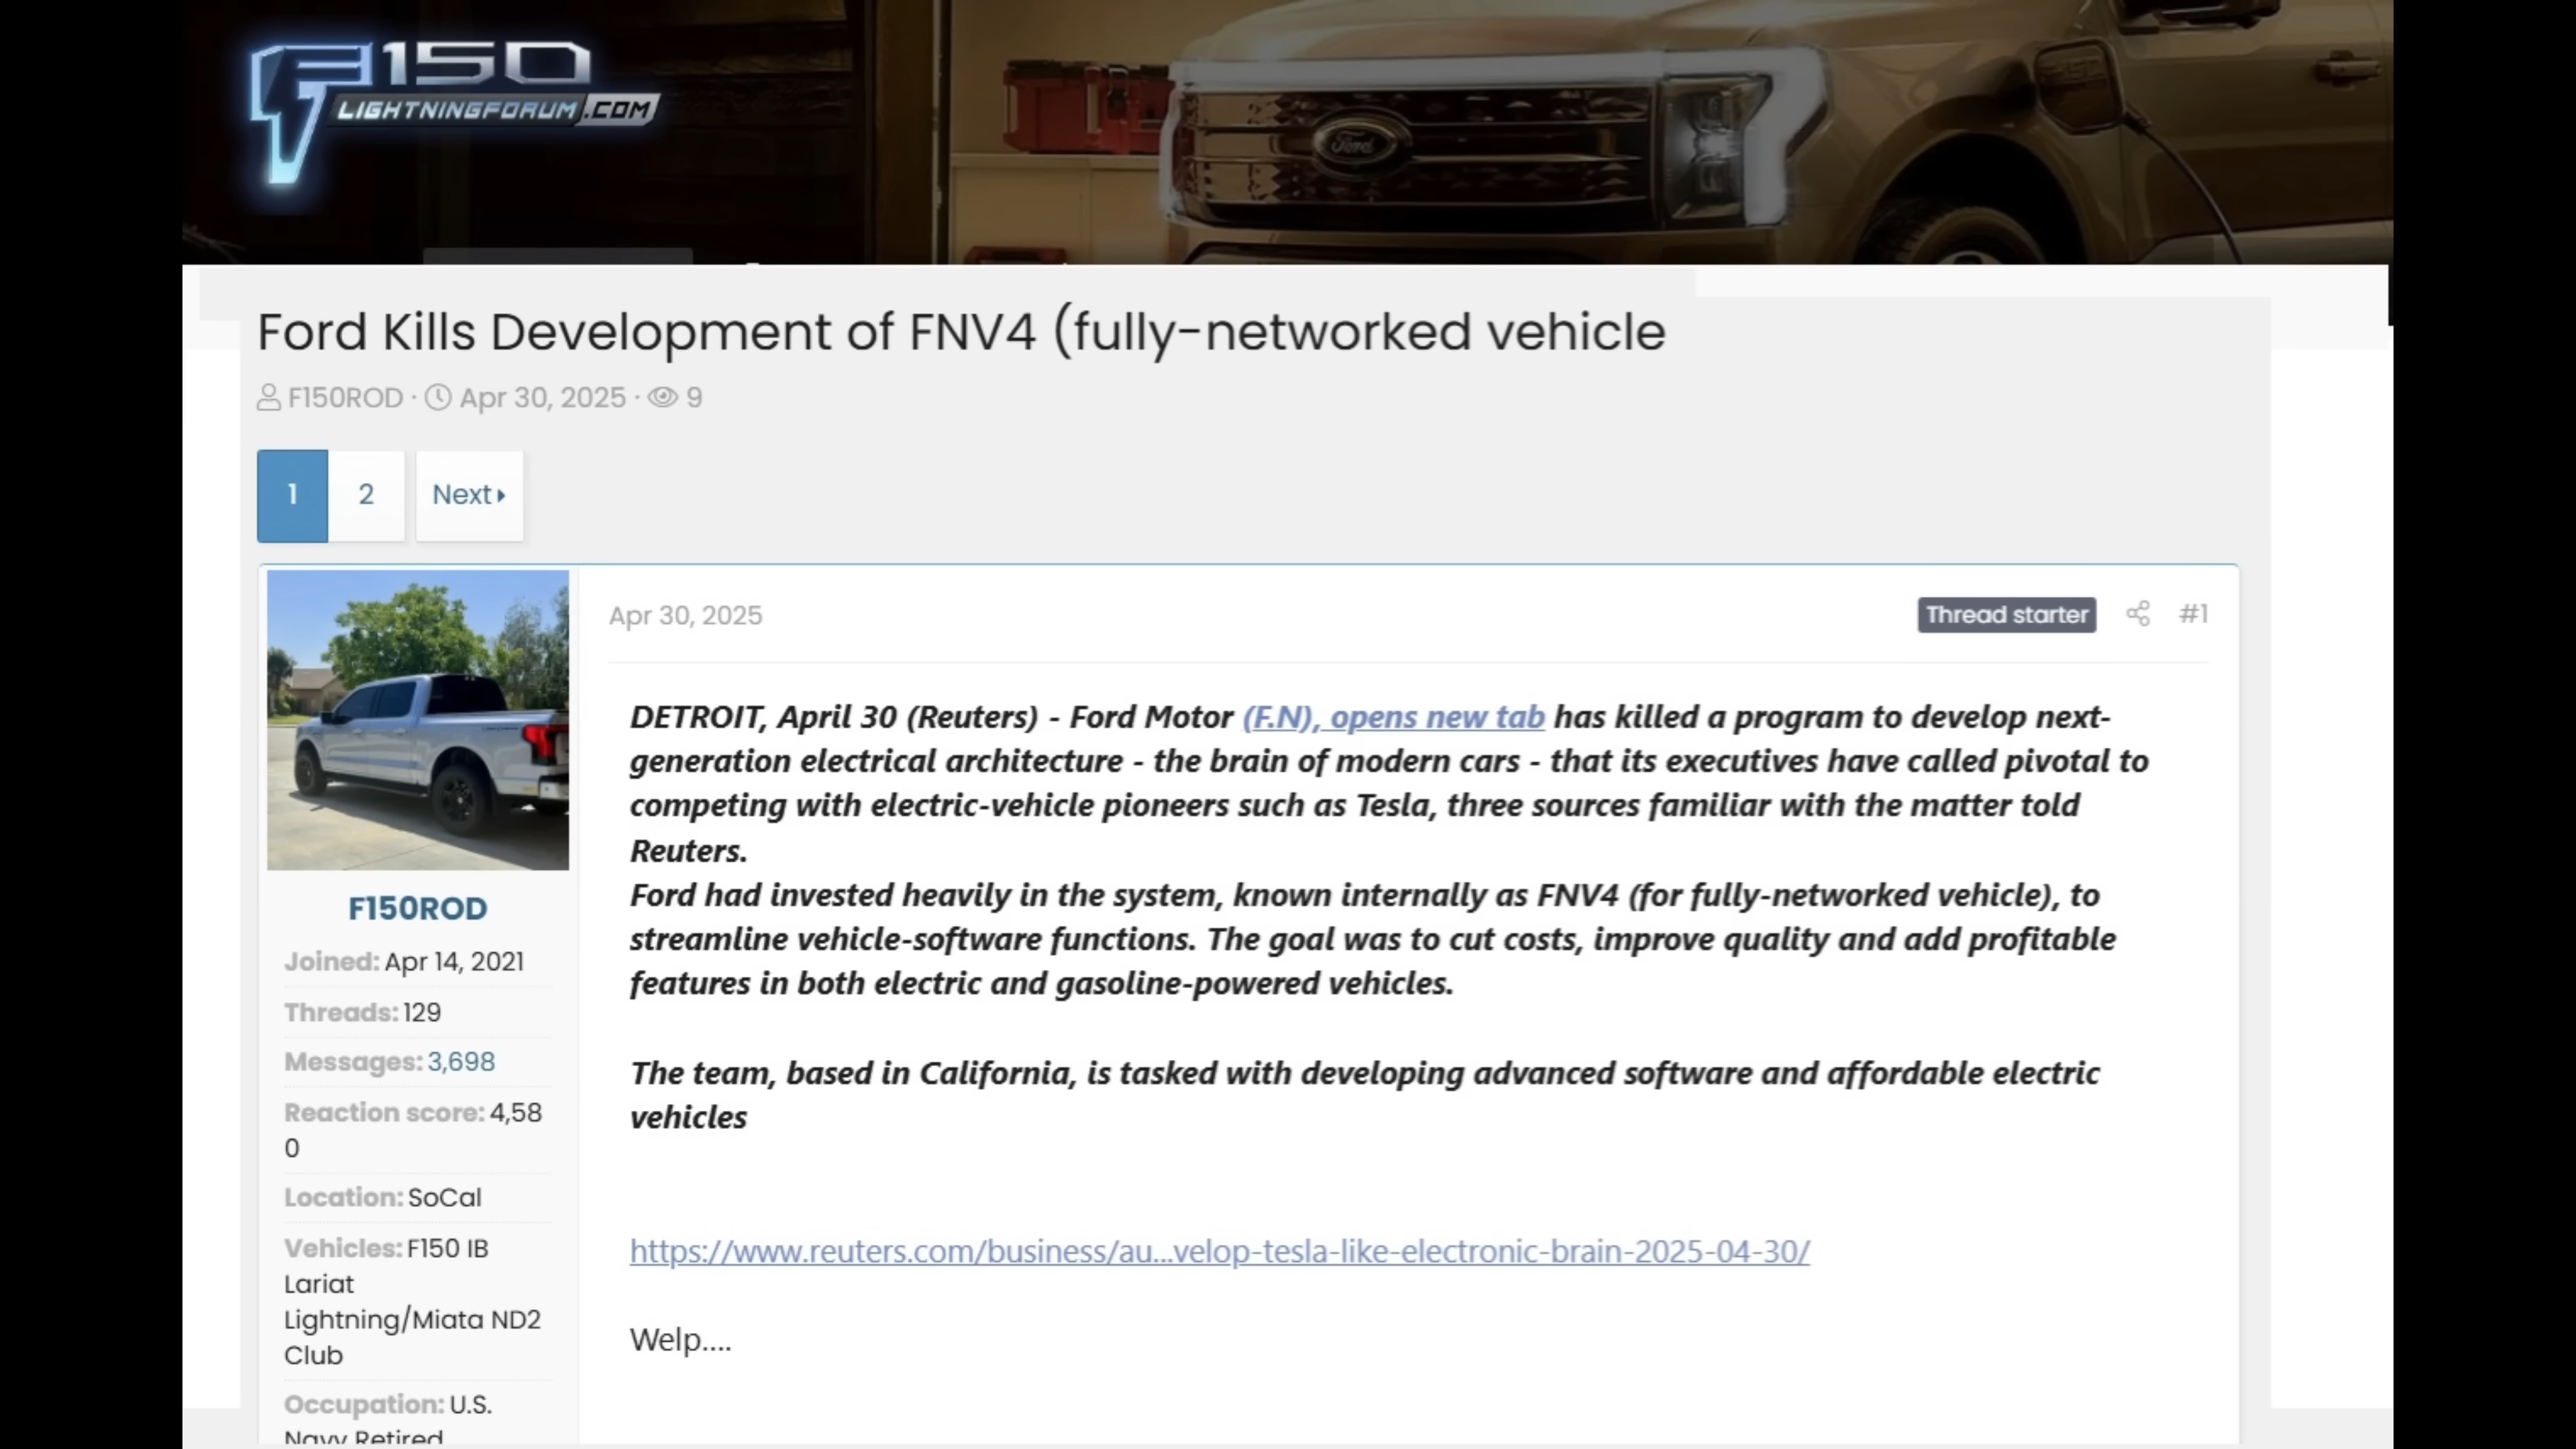 F150
LIGHTNINGFORUM.COM
Ford
Ford Kills Development of FNV4 (fully-networked vehicle
F150ROD · Apr 30, 2025 · 9
1 2 Next
Apr 30, 2025
Thread starter #1
DETROIT, April 30 (Reuters) - Ford Motor (F.N), opens new tab has killed a program to develop next-
generation electrical architecture - the brain of modern cars - that its executives have called pivotal to
competing with electric-vehicle pioneers such as Tesla, three sources familiar with the matter told
Reuters.
Ford had invested heavily in the system, known internally as FNV4 (for fully-networked vehicle), to
streamline vehicle-software functions. The goal was to cut costs, improve quality and add profitable
features in both electric and gasoline-powered vehicles.
The team, based in California, is tasked with developing advanced software and affordable electric
vehicles
https://www.reuters.com/business/au...velop-tesla-like-electronic-brain-2025-04-30/
Welp....
F150ROD
Joined: Apr 14, 2021
Threads: 129
Messages: 3,698
Reaction score: 4,58
0
Location: SoCal
Vehicles: F150 IB
Lariat
Lightning/Miata ND2
Club
Occupation: U.S.
Navy Retired